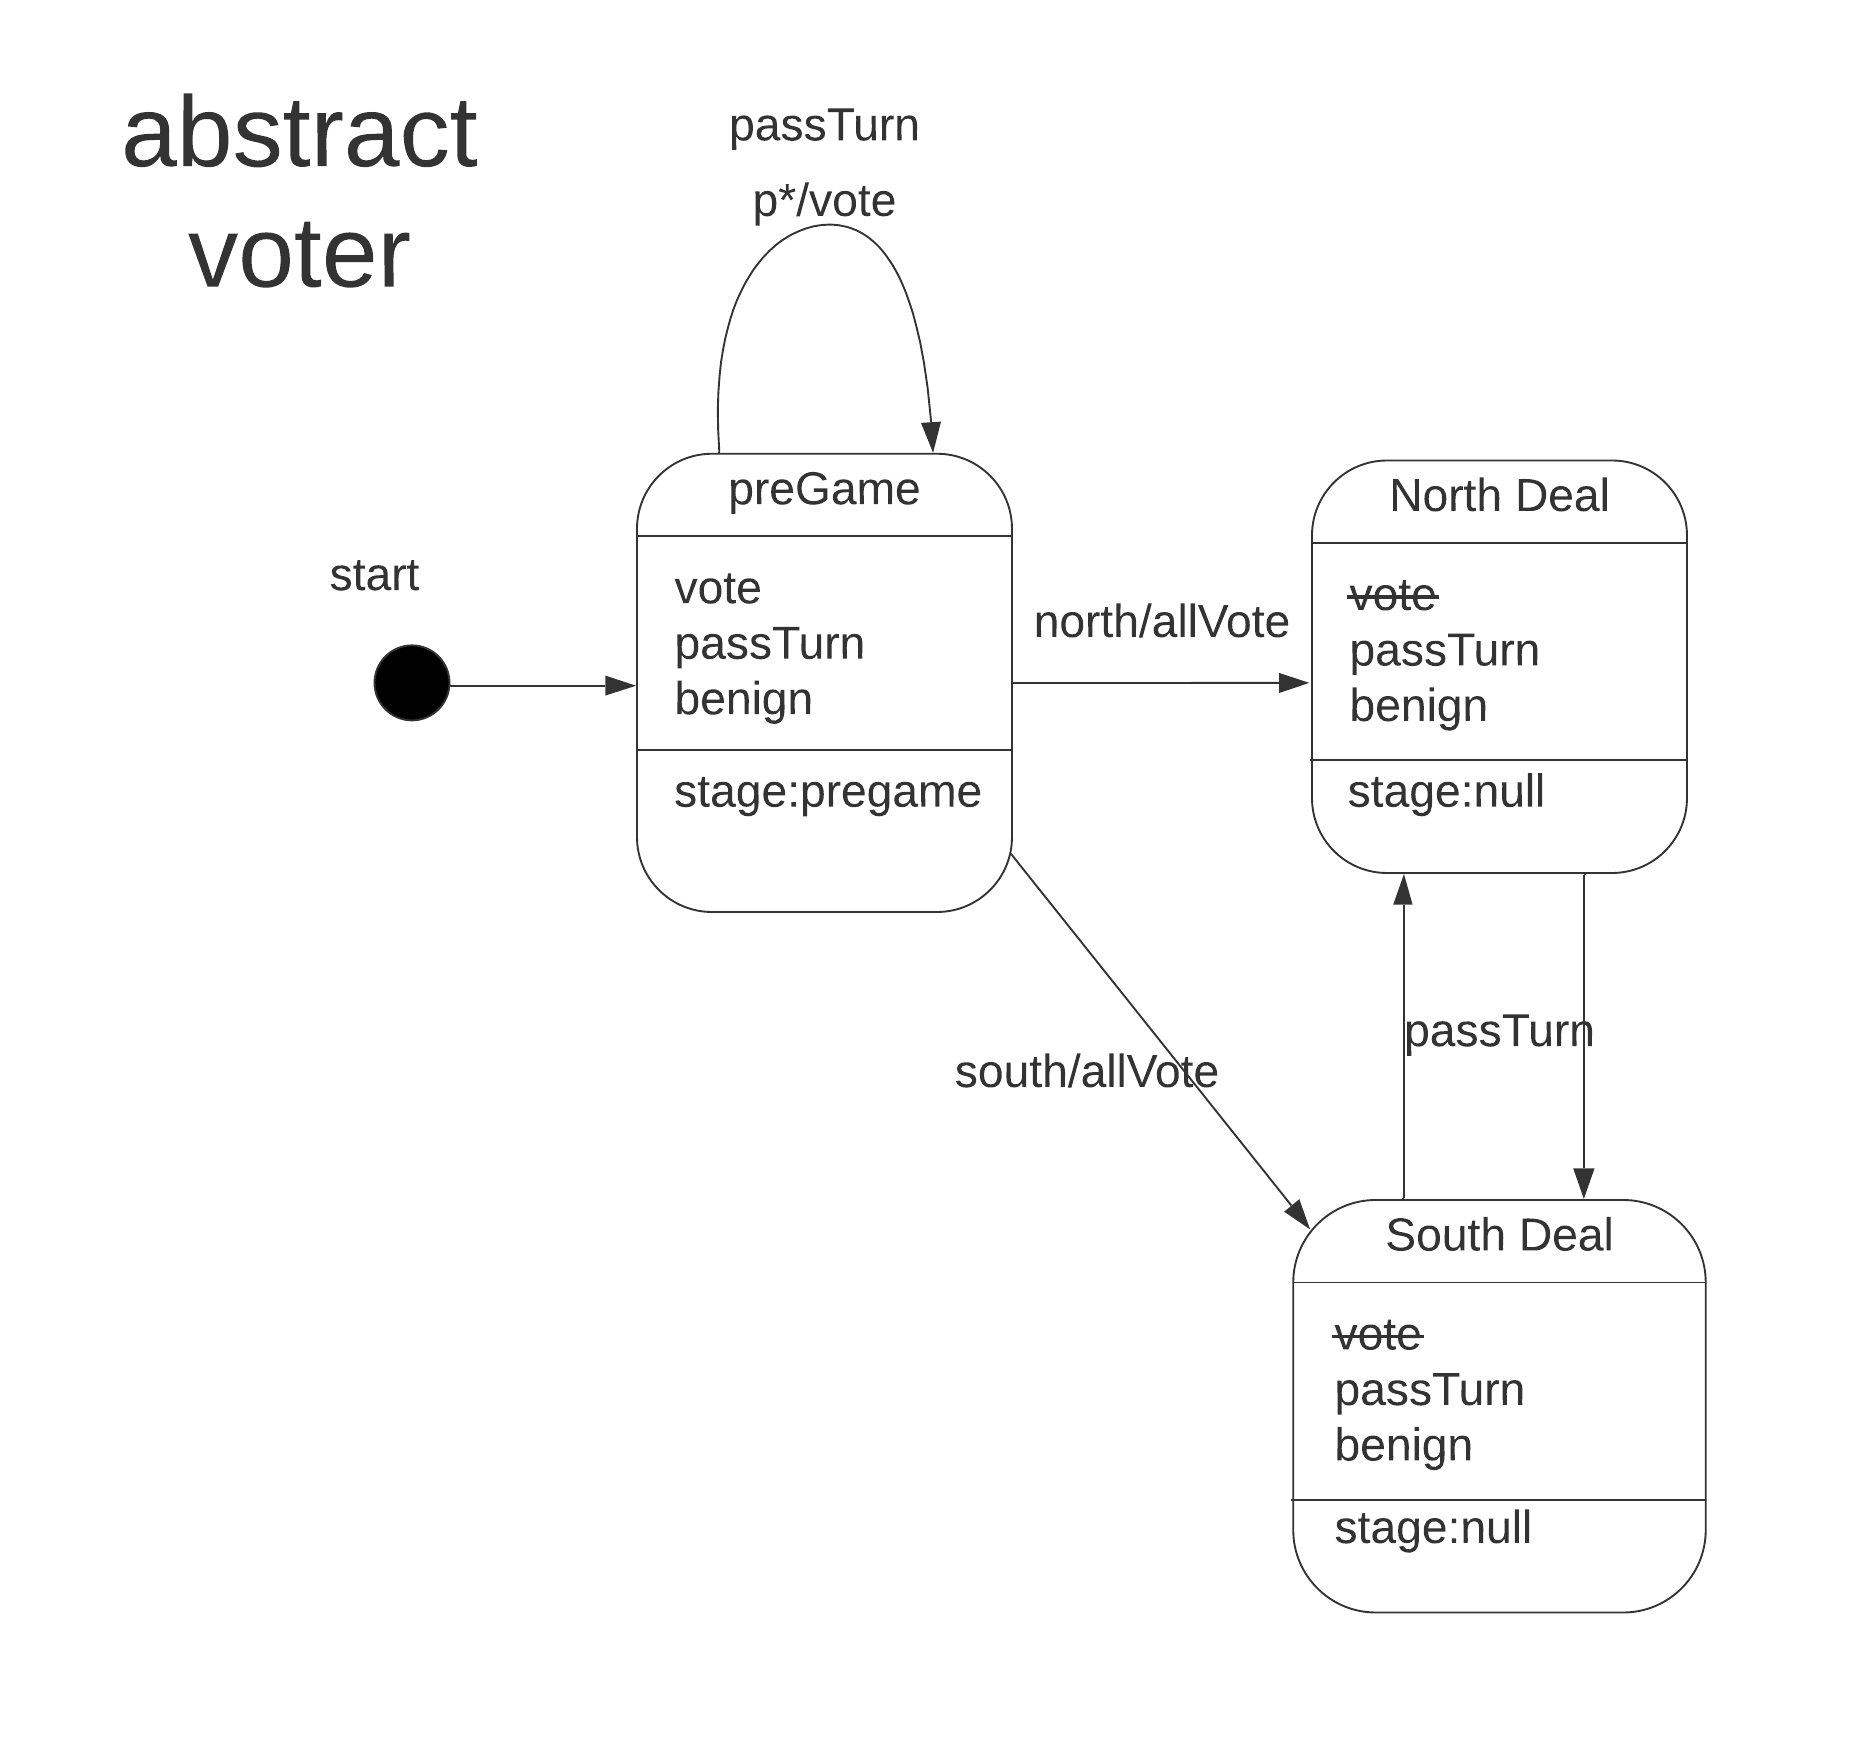 abstract
voter
passTurn
p*/vote
start
preGame
vote
passTurn
benign
stage:pregame
north/allVote
North Deal
vote
passTurn
benign
stage:null
south/allVote
passTurn
South Deal
vote
passTurn
benign
stage:null